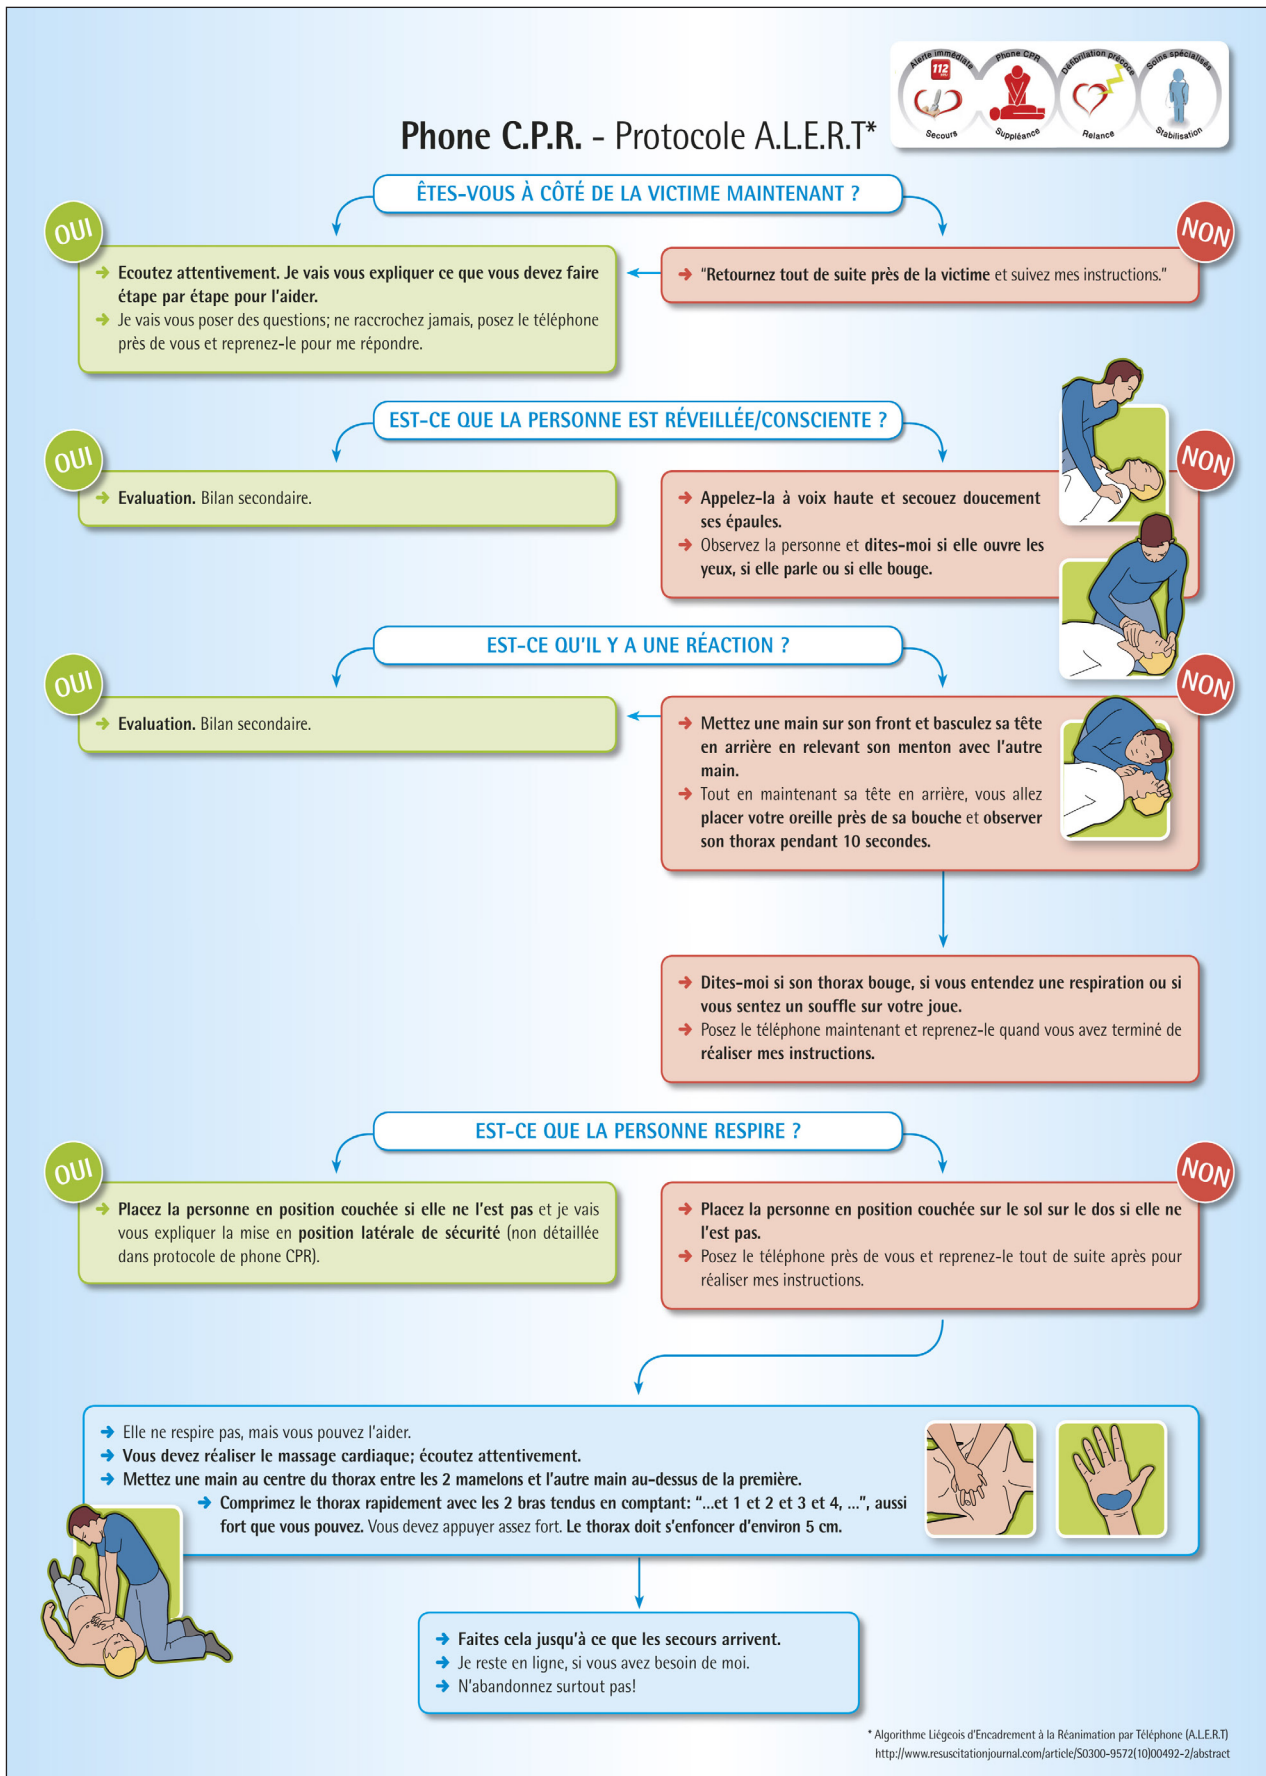 Alerte immédiate
112
Secours
Phone CPR
Suppléance
Défibrilation précoce
Relance
Soins spécialisés
Stabilisation
Phone C.P.R. - Protocole A.L.E.R.T*
ÊTES-VOUS À CÔTÉ DE LA VICTIME MAINTENANT ?
OUI
➔ Ecoutez attentivement. Je vais vous expliquer ce que vous devez faire
étape par étape pour l'aider.
➔ Je vais vous poser des questions; ne raccrochez jamais, posez le téléphone
près de vous et reprenez-le pour me répondre.
NON
➔ “Retournez tout de suite près de la victime et suivez mes instructions.”
EST-CE QUE LA PERSONNE EST RÉVEILLÉE/CONSCIENTE ?
OUI
➔ Evaluation. Bilan secondaire.
NON
➔ Appelez-la à voix haute et secouez doucement
ses épaules.
➔ Observez la personne et dites-moi si elle ouvre les
yeux, si elle parle ou si elle bouge.
EST-CE QU'IL Y A UNE RÉACTION ?
OUI
➔ Evaluation. Bilan secondaire.
NON
➔ Mettez une main sur son front et basculez sa tête
en arrière en relevant son menton avec l'autre
main.
➔ Tout en maintenant sa tête en arrière, vous allez
placer votre oreille près de sa bouche et observer
son thorax pendant 10 secondes.
➔ Dites-moi si son thorax bouge, si vous entendez une respiration ou si
vous sentez un souffle sur votre joue.
➔ Posez le téléphone maintenant et reprenez-le quand vous avez terminé de
réaliser mes instructions.
EST-CE QUE LA PERSONNE RESPIRE ?
OUI
➔ Placez la personne en position couchée si elle ne l'est pas et je vais
vous expliquer la mise en position latérale de sécurité (non détaillée
dans protocole de phone CPR).
NON
➔ Placez la personne en position couchée sur le sol sur le dos si elle ne
l'est pas.
➔ Posez le téléphone près de vous et reprenez-le tout de suite après pour
réaliser mes instructions.
➔ Elle ne respire pas, mais vous pouvez l'aider.
➔ Vous devez réaliser le massage cardiaque; écoutez attentivement.
➔ Mettez une main au centre du thorax entre les 2 mamelons et l'autre main au-dessus de la première.
➔ Comprimez le thorax rapidement avec les 2 bras tendus en comptant: “...et 1 et 2 et 3 et 4, ...”, aussi
fort que vous pouvez. Vous devez appuyer assez fort. Le thorax doit s'enfoncer d'environ 5 cm.
➔ Faites cela jusqu'à ce que les secours arrivent.
➔ Je reste en ligne, si vous avez besoin de moi.
➔ N'abandonnez surtout pas!
* Algorithme Liégeois d'Encadrement à la Réanimation par Téléphone (A.L.E.R.T)
http://www.resuscitationjournal.com/article/S0300-9572(10)00492-2/abstract